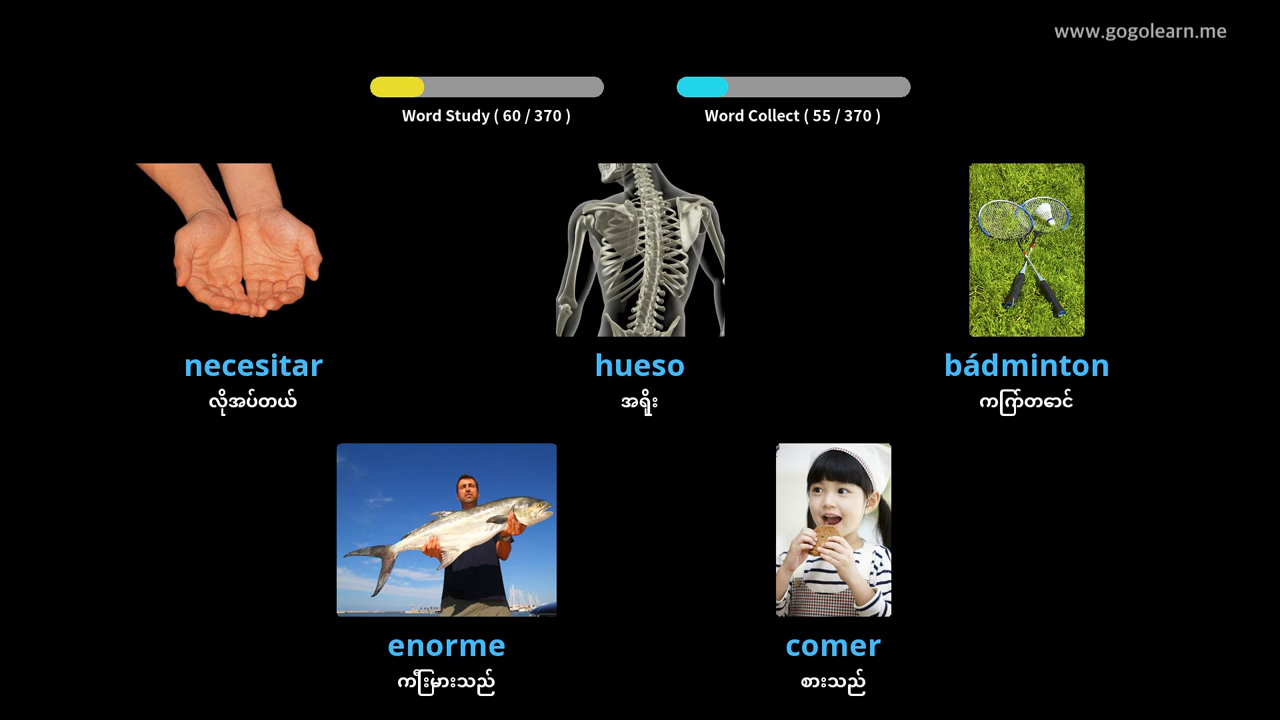 www.gogolearn.me
Word Study ( 60 / 370 )
Word Collect ( 55 / 370 )
necesitar
လိုအပ်တယ်
hueso
အရိုး
bádminton
ကြက်တောင်
enorme
ကြီးမားသည်
comer
စားသည်